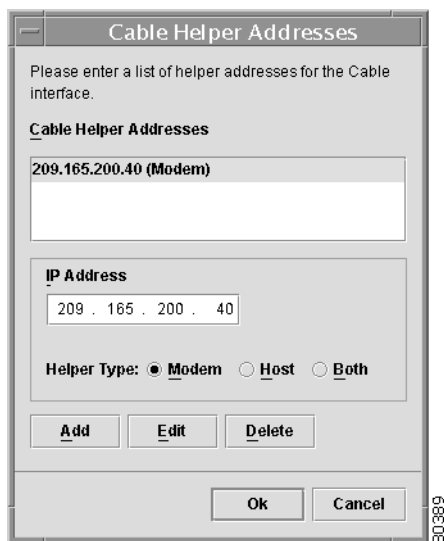 Cable Helper Addresses
Please enter a list of helper addresses for the Cable
interface.
Cable Helper Addresses
209.165.200.40 (Modem)
IP Address
209 . 165 . 200 . 40
Helper Type: Modem Host Both
Add Edit Delete
Ok Cancel
30389